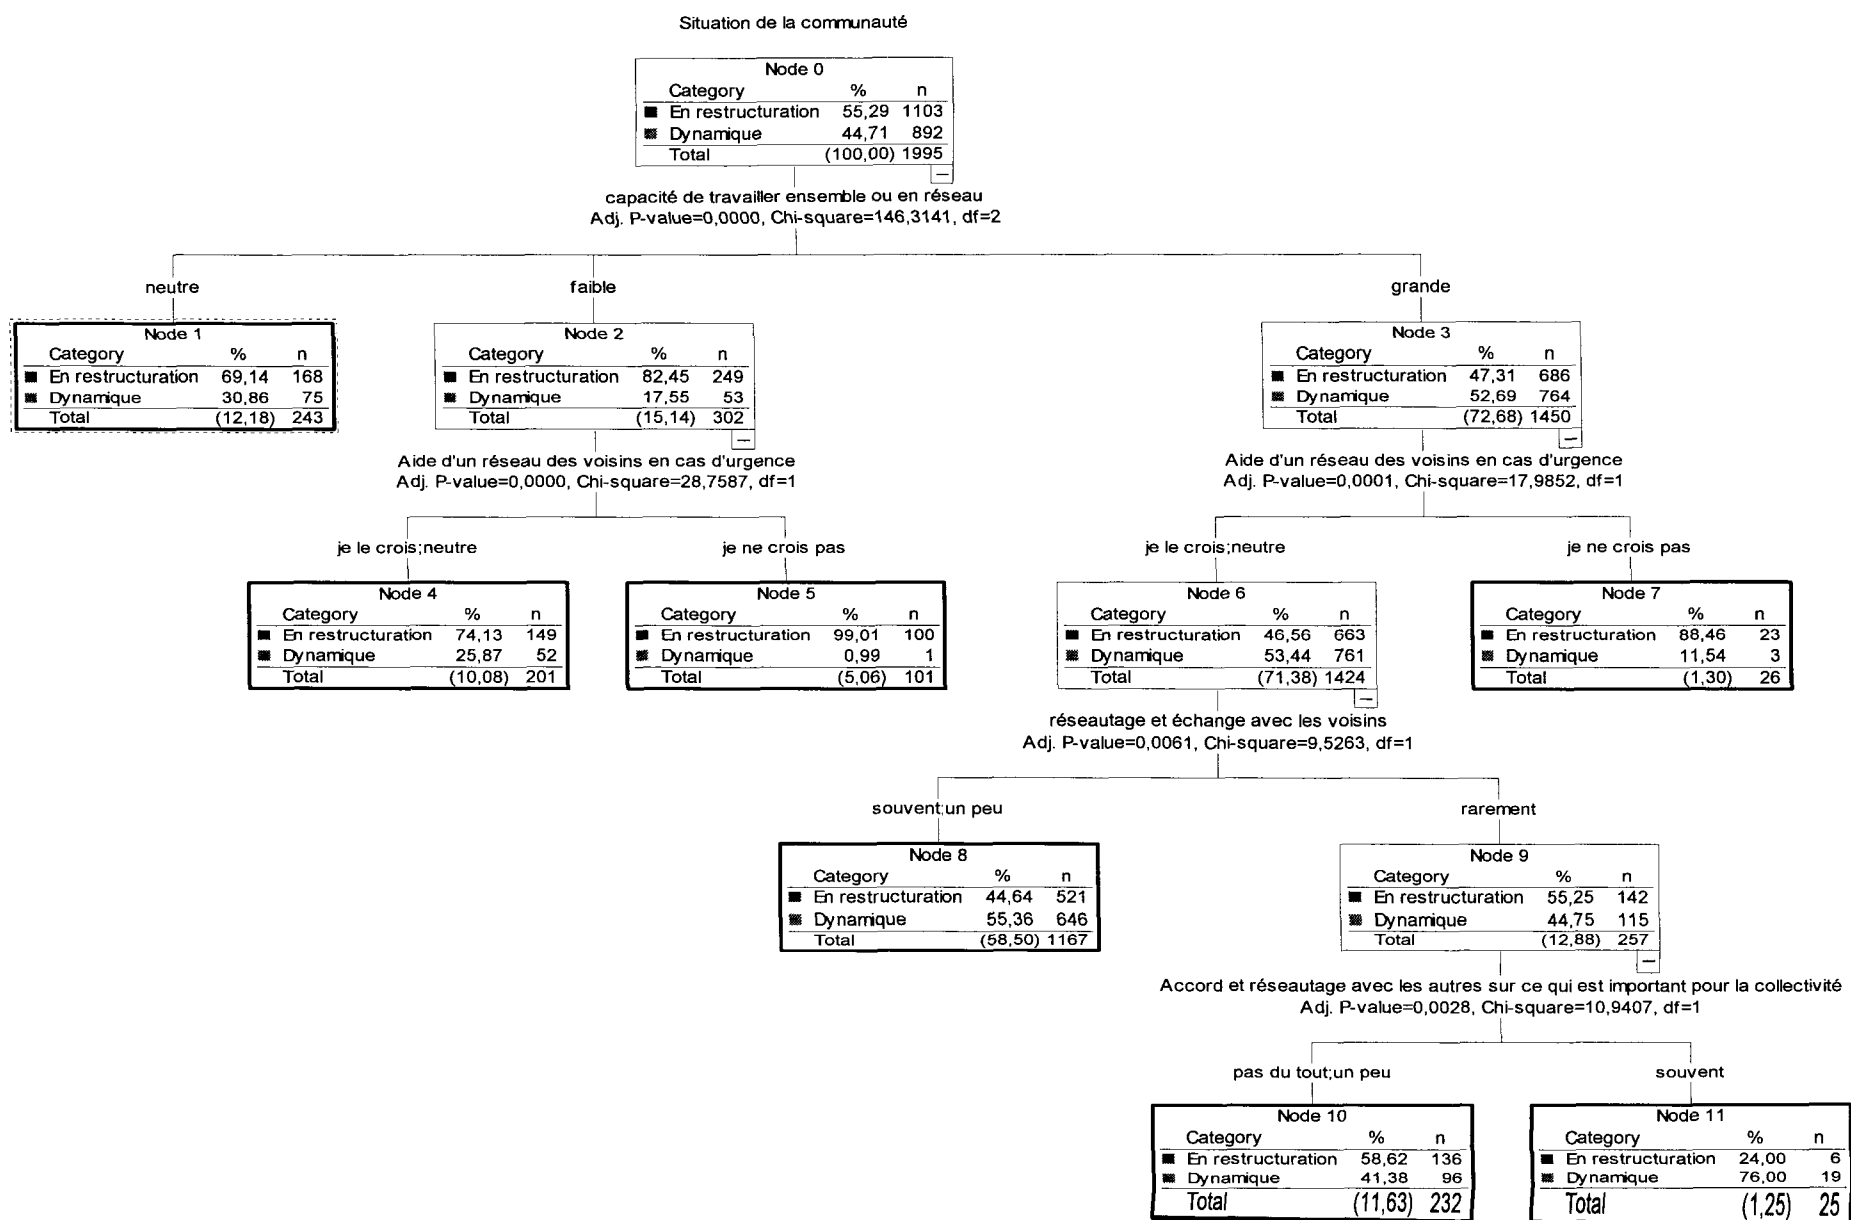 Situation de la communauté
Node 0
Category % n
En restructuration 55,29 1103
Dynamique 44,71 892
Total (100,00) 1995
capacité de travailler ensemble ou en réseau
Adj. P-value=0,0000, Chi-square=146,3141, df=2
neutre
faible
grande
Node 1
Category % n
En restructuration 69,14 168
Dynamique 30,86 75
Total (12,18) 243
Node 2
Category % n
En restructuration 82,45 249
Dynamique 17,55 53
Total (15,14) 302
Node 3
Category % n
En restructuration 47,31 686
Dynamique 52,69 764
Total (72,68) 1450
Aide d'un réseau des voisins en cas d'urgence
Adj. P-value=0,0000, Chi-square=28,7587, df=1
Aide d'un réseau des voisins en cas d'urgence
Adj. P-value=0,0001, Chi-square=17,9852, df=1
je le crois;neutre
je ne crois pas
je le crois;neutre
je ne crois pas
Node 4
Category % n
En restructuration 74,13 149
Dynamique 25,87 52
Total (10,08) 201
Node 5
Category % n
En restructuration 99,01 100
Dynamique 0,99 1
Total (5,06) 101
Node 6
Category % n
En restructuration 46,56 663
Dynamique 53,44 761
Total (71,38) 1424
Node 7
Category % n
En restructuration 88,46 23
Dynamique 11,54 3
Total (1,30) 26
réseautage et échange avec les voisins
Adj. P-value=0,0061, Chi-square=9,5263, df=1
souvent;un peu
rarement
Node 8
Category % n
En restructuration 44,64 521
Dynamique 55,36 646
Total (58,50) 1167
Node 9
Category % n
En restructuration 55,25 142
Dynamique 44,75 115
Total (12,88) 257
Accord et réseautage avec les autres sur ce qui est important pour la collectivité
Adj. P-value=0,0028, Chi-square=10,9407, df=1
pas du tout;un peu
souvent
Node 10
Category % n
En restructuration 58,62 136
Dynamique 41,38 96
Total (11,63) 232
Node 11
Category % n
En restructuration 24,00 6
Dynamique 76,00 19
Total (1,25) 25